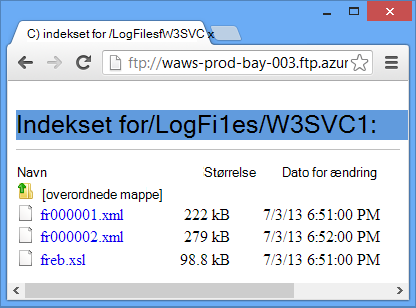 C) indekset for /LogFilesfW3SVC x
ftp://waws-prod-bay-003.ftp.azur
Indekset for/LogFi1es/W3SVC1:
Navn Størrelse Dato for ændring
[overordnede mappe]
fr000001.xml 222 kB 7/3/13 6:51:00 PM
fr000002.xml 279 kB 7/3/13 6:52:00 PM
freb.xsl 98.8 kB 7/3/13 6:51:00 PM